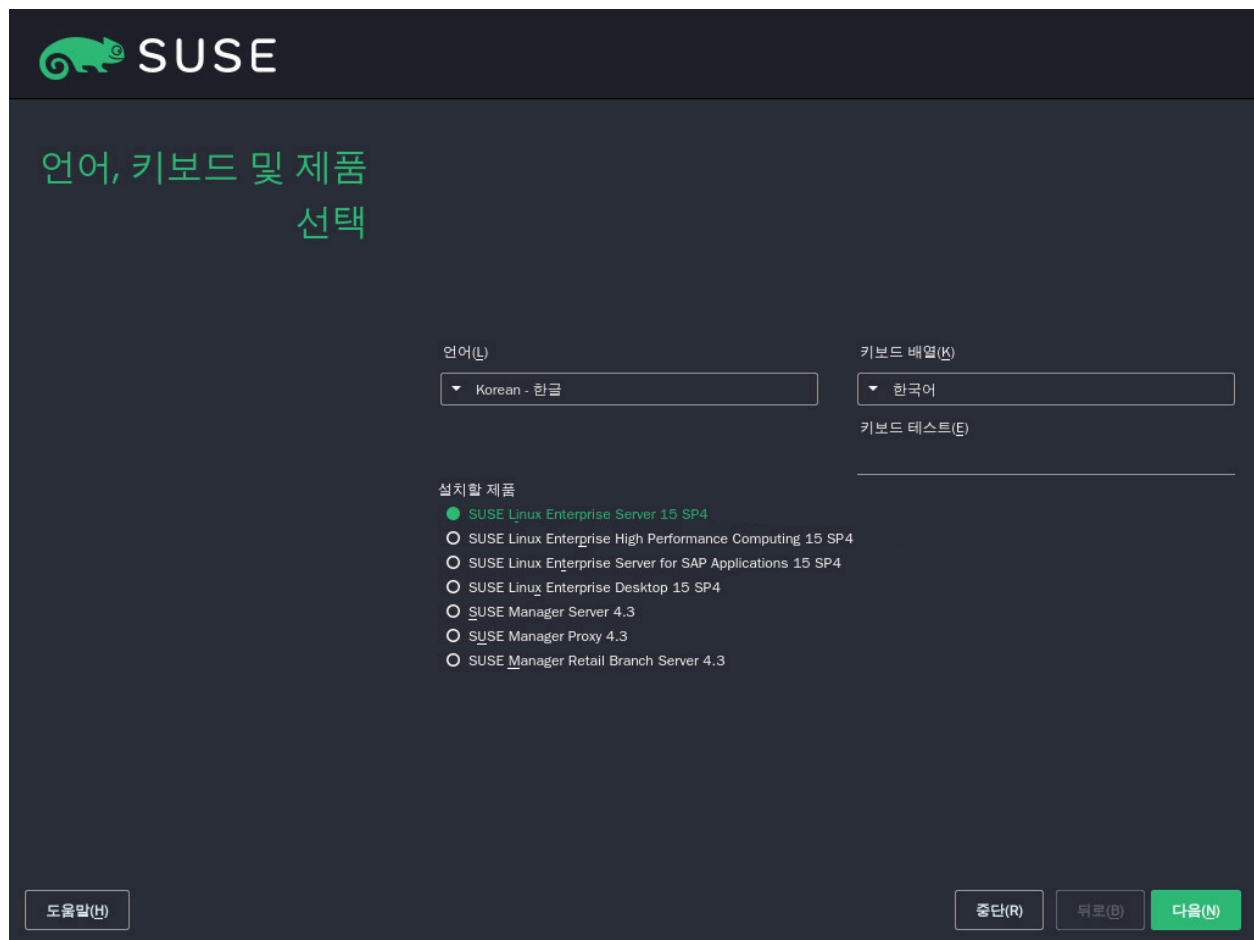 SUSE
언어, 키보드 및 제품
선택
언어(L)
키보드 배열(K)
Korean - 한글
한국어
키보드 테스트(E)
설치할 제품
SUSE Linux Enterprise Server 15 SP4
SUSE Linux Enterprise High Performance Computing 15 SP4
SUSE Linux Enterprise Server for SAP Applications 15 SP4
SUSE Linux Enterprise Desktop 15 SP4
SUSE Manager Server 4.3
SUSE Manager Proxy 4.3
SUSE Manager Retail Branch Server 4.3
도움말(H)
중단(R)
뒤로(B)
다음(N)